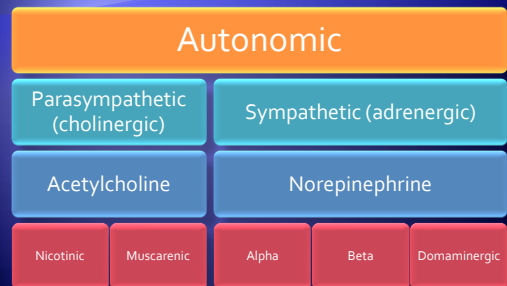 Autonomic
Parasympathetic
(cholinergic)
Sympathetic (adrenergic)
Acetylcholine
Norepinephrine
Nicotinic
Muscarenic
Alpha
Beta
Domaminergic